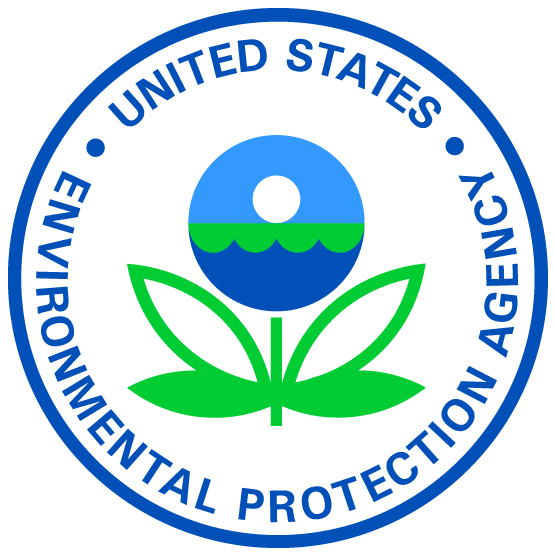 UNITED STATES
ENVIRONMENTAL PROTECTION AGENCY